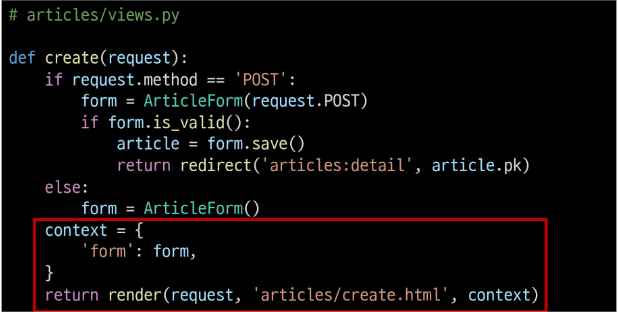 # articles/views.py
def create(request):
    if request.method == 'POST':
        form = ArticleForm(request.POST)
        if form.is_valid():
            article = form.save()
            return redirect('articles:detail', article.pk)
    else:
        form = ArticleForm()
    context = {
        'form': form,
    }
    return render(request, 'articles/create.html', context)